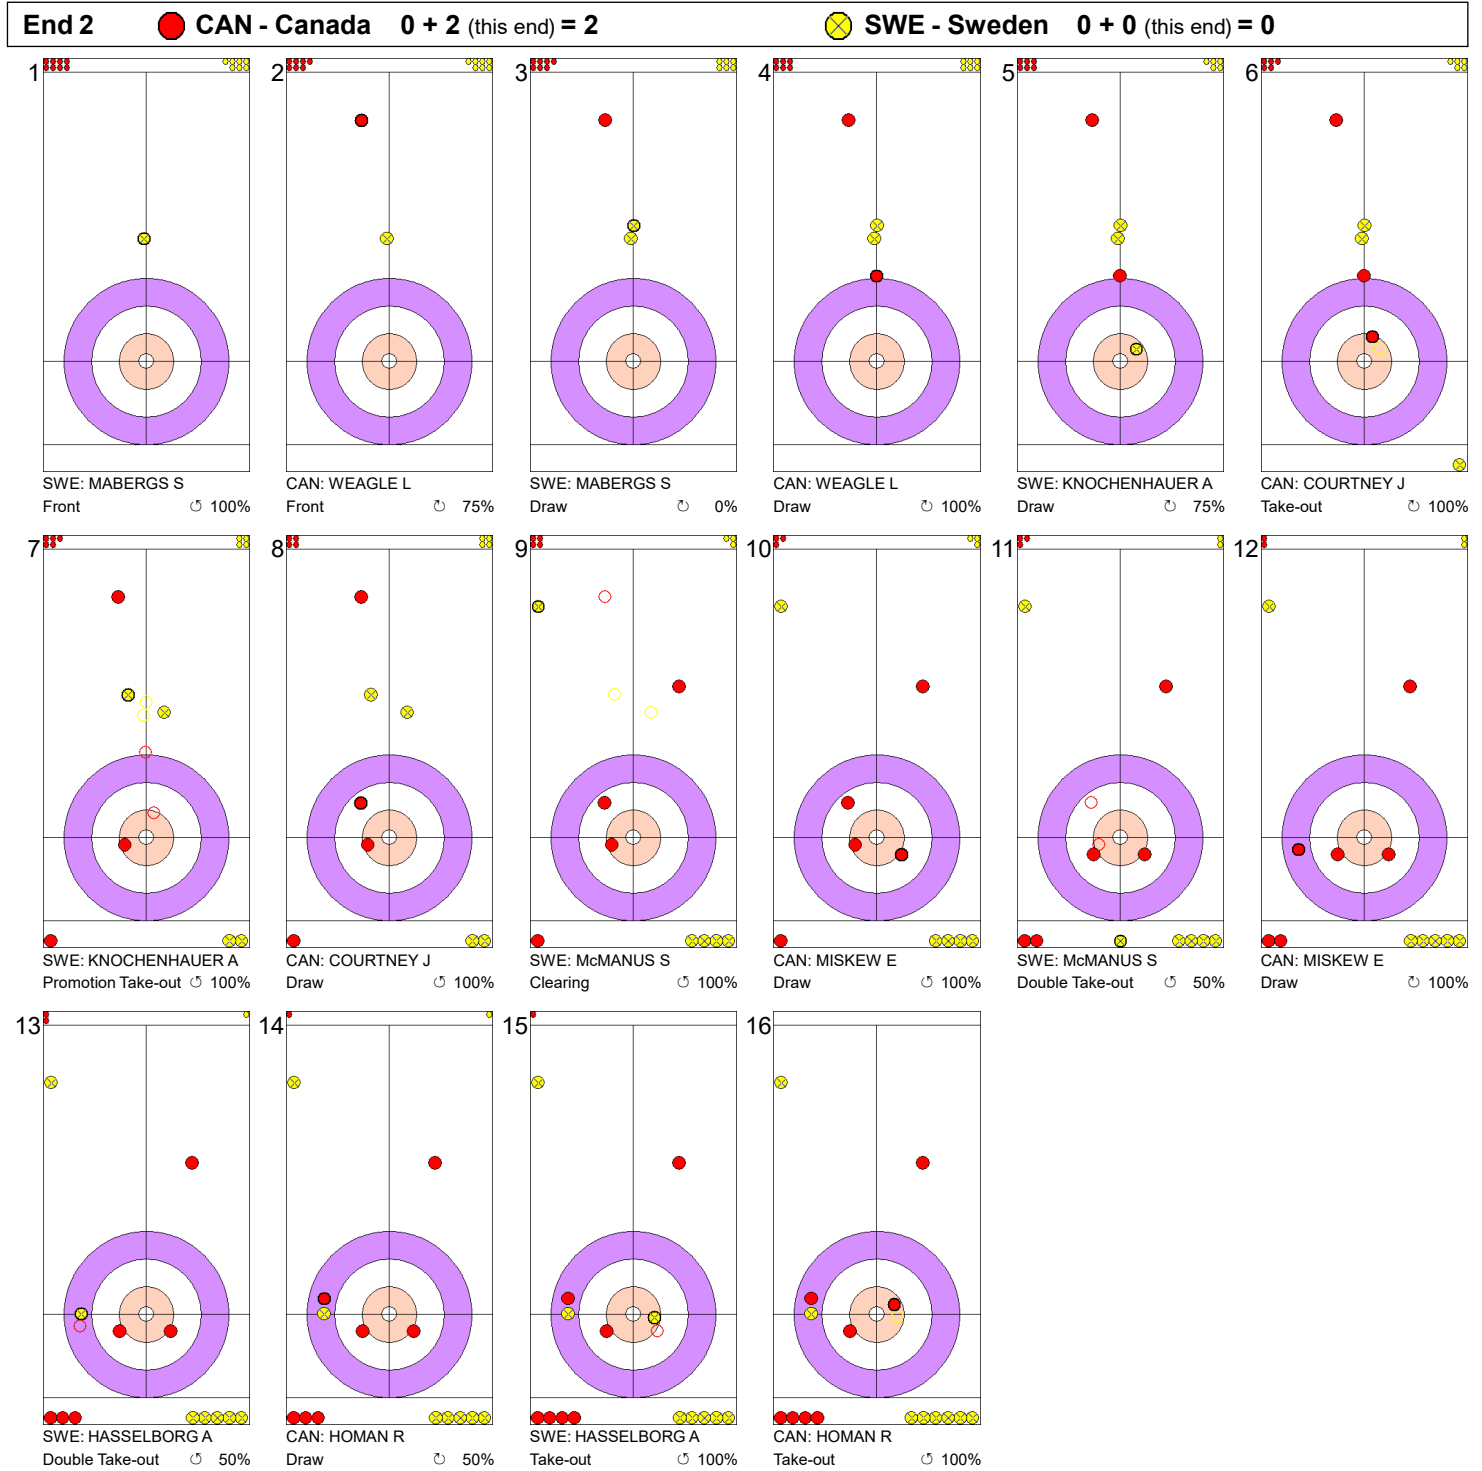 End 2 CAN - Canada 0 + 2 (this end) = 2 SWE - Sweden 0 + 0 (this end) = 0
1 2 3 4 5 6
SWE: MABERGS S CAN: WEAGLE L SWE: MABERGS S CAN: WEAGLE L SWE: KNOCHENHAUER A CAN: COURTNEY J
Front ↺ 100% Front ↻ 75% Draw ↻ 0% Draw ↻ 100% Draw ↻ 75% Take-out ↻ 100%
7 8 9 10 11 12
SWE: KNOCHENHAUER A CAN: COURTNEY J SWE: McMANUS S CAN: MISKEW E SWE: McMANUS S CAN: MISKEW E
Promotion Take-out ↺ 100% Draw ↺ 100% Clearing ↺ 100% Draw ↺ 100% Double Take-out ↺ 50% Draw ↻ 100%
13 14 15 16
SWE: HASSELBORG A CAN: HOMAN R SWE: HASSELBORG A CAN: HOMAN R
Double Take-out ↺ 50% Draw ↻ 50% Take-out ↺ 100% Take-out ↺ 100%